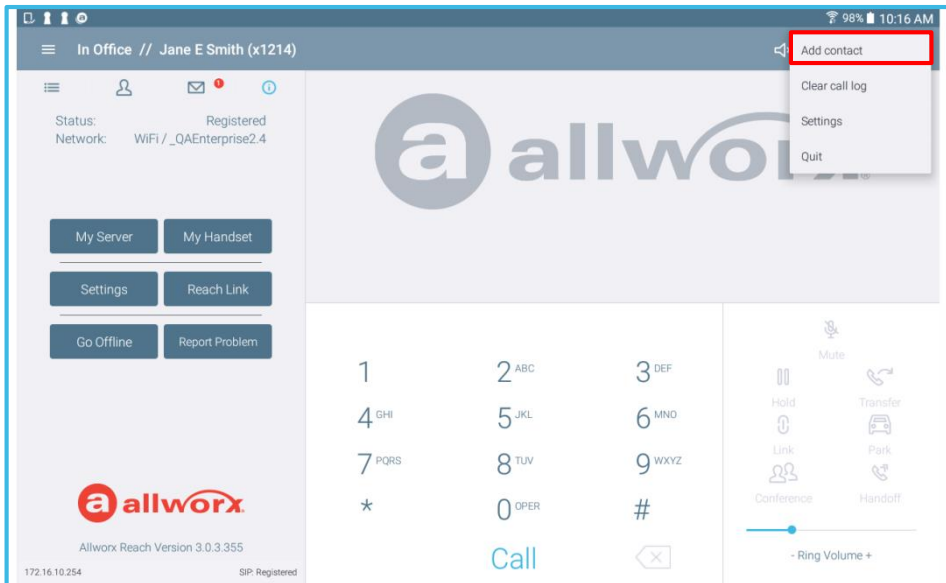 98% 10:16 AM
In Office // Jane E Smith (x1214)
Add contact
Clear call log
Settings
Quit
1
Status: Registered
Network: WiFi / _QAEnterprise2.4
a allworx
My Server My Handset
Settings Reach Link
Go Offline Report Problem
a allworx
Allworx Reach Version 3.0.3.355
172.16.10.254 SIP: Registered
1 2 ABC 3 DEF
4 GHI 5 JKL 6 MNO
7 PQRS 8 TUV 9 WXYZ
* 0 OPER #
Call
Mute
Hold Transfer
Link Park
Conference Handoff
- Ring Volume +